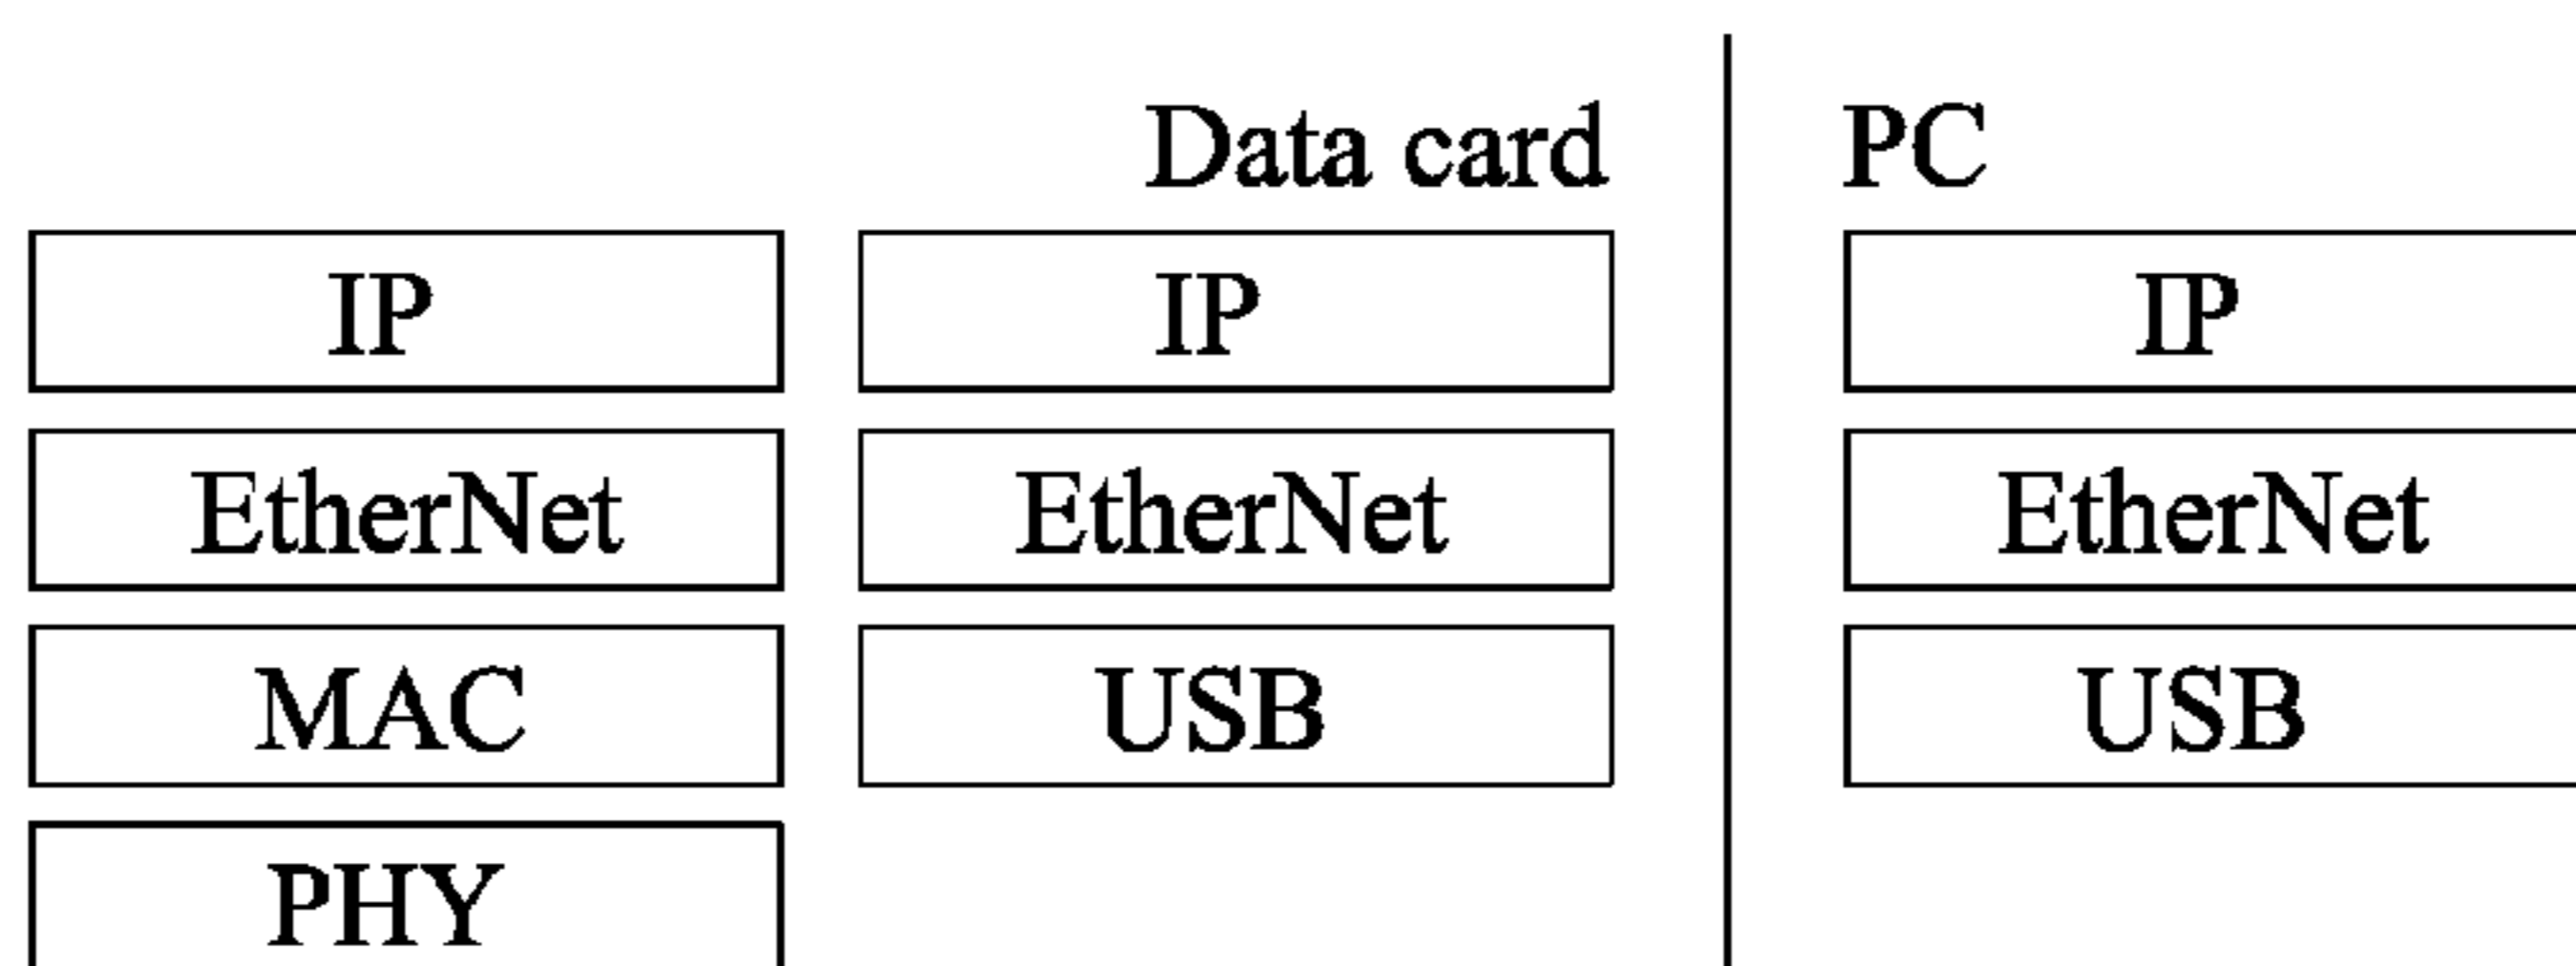 Data card PC
IP IP IP
EtherNet EtherNet EtherNet
MAC USB USB
PHY